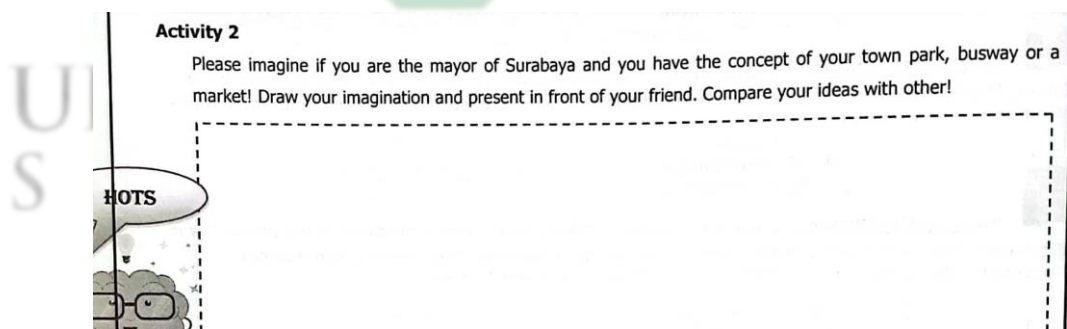 Activity 2
Please imagine if you are the mayor of Surabaya and you have the concept of your town park, busway or a
market! Draw your imagination and present in front of your friend. Compare your ideas with other!
U
S
HOTS